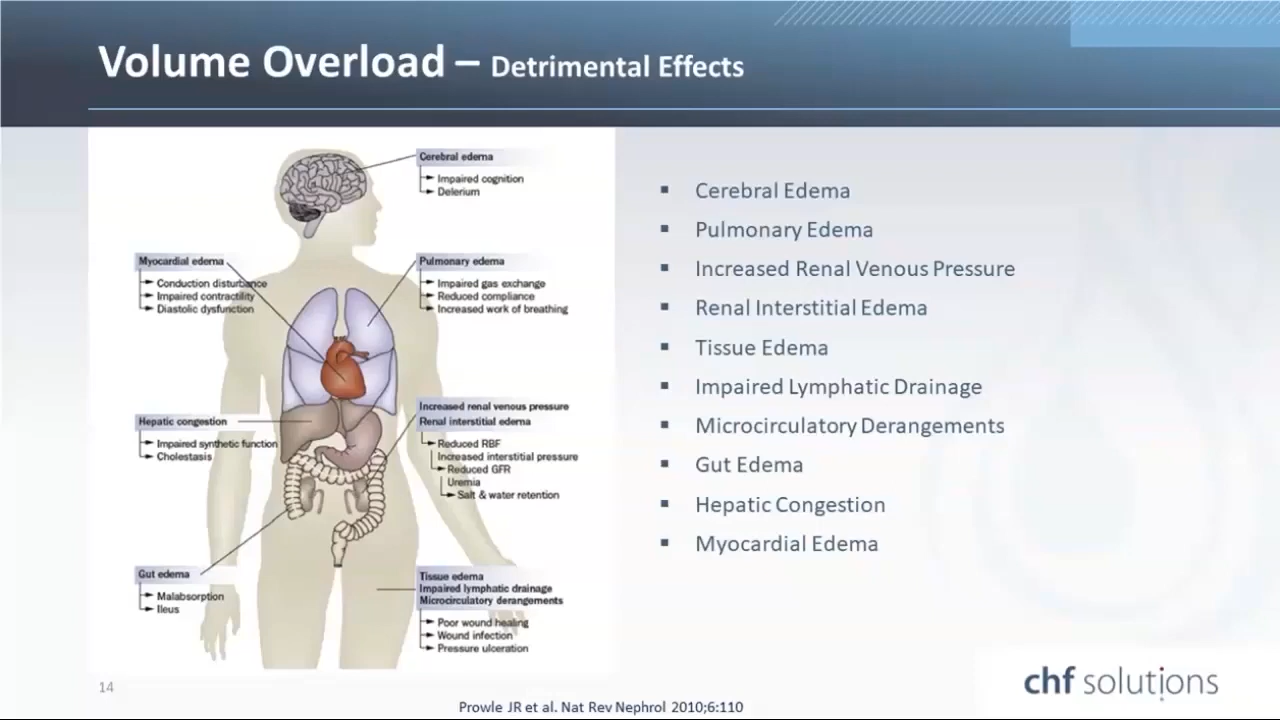 Volume Overload – Detrimental Effects
Cerebral edema
Impaired cognition
Delerium
Myocardial edema
Conduction disturbance
Impaired contractility
Diastolic dysfunction
Pulmonary edema
Impaired gas exchange
Reduced compliance
Increased work of breathing
Hepatic congestion
Impaired synthetic function
Cholestasis
Increased renal venous pressure
Renal interstitial edema
Reduced RBF
Increased interstitial pressure
Reduced GFR
Uremia
Salt & water retention
Gut edema
Malabsorption
Ileus
Tissue edema
Impaired lymphatic drainage
Microcirculatory derangements
Poor wound healing
Wound infection
Pressure ulceration
▪ Cerebral Edema
▪ Pulmonary Edema
▪ Increased Renal Venous Pressure
▪ Renal Interstitial Edema
▪ Tissue Edema
▪ Impaired Lymphatic Drainage
▪ Microcirculatory Derangements
▪ Gut Edema
▪ Hepatic Congestion
▪ Myocardial Edema
14
Prowle JR et al. Nat Rev Nephrol 2010;6:110
chf solutions